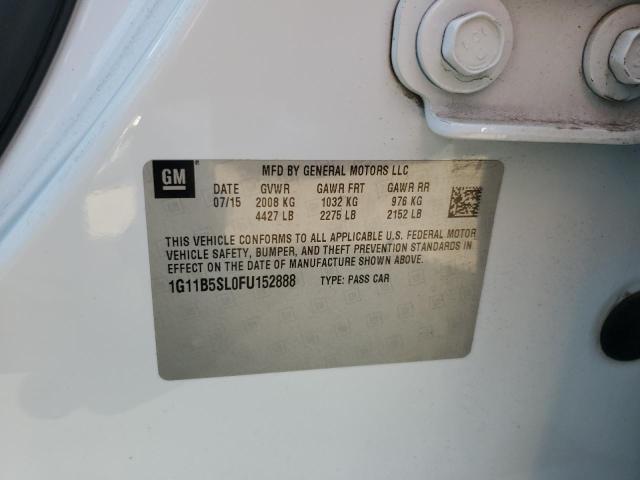 GM
MFD BY GENERAL MOTORS LLC
DATE GVWR GAWR FRT GAWR RR
07/15 2008 KG 1032 KG 976 KG
4427 LB 2275 LB 2152 LB
THIS VEHICLE CONFORMS TO ALL APPLICABLE U.S. FEDERAL MOTOR
VEHICLE SAFETY, BUMPER, AND THEFT PREVENTION STANDARDS IN
EFFECT ON THE DATE OF MANUFACTURE SHOWN ABOVE.
1G11B5SL0FU152888 TYPE: PASS CAR